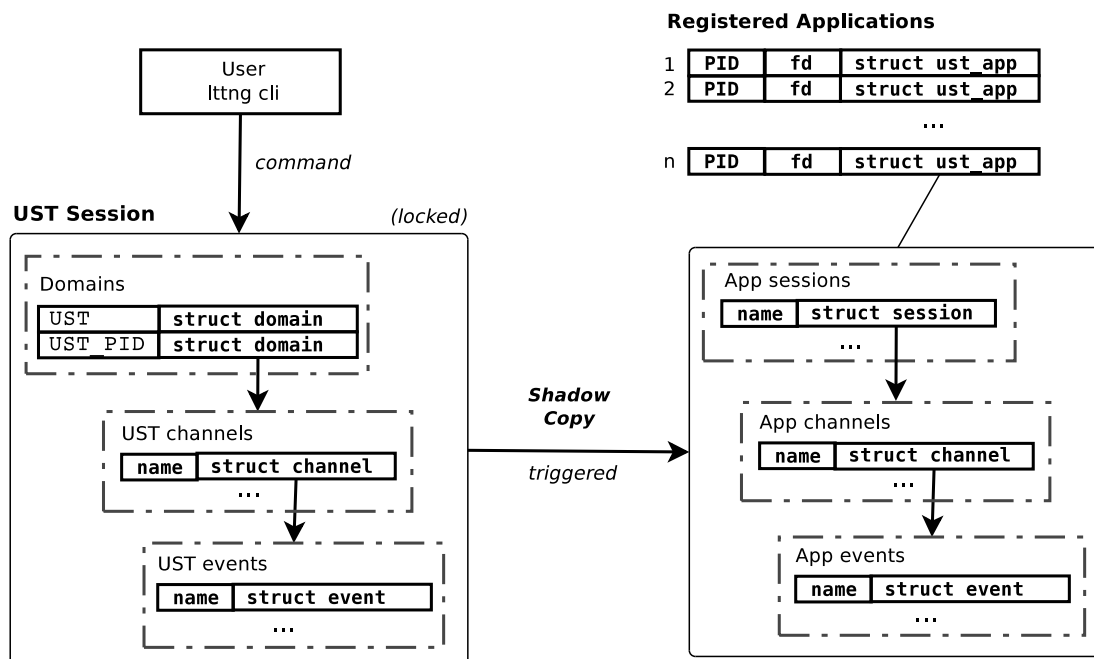 Registered Applications
1 PID fd struct ust_app
2 PID fd struct ust_app
...
n PID fd struct ust_app
User
lttng cli
command
UST Session (locked)
Domains
UST struct domain
UST_PID struct domain
UST channels
name struct channel
...
UST events
name struct event
...
Shadow
Copy
triggered
App sessions
name struct session
...
App channels
name struct channel
...
App events
name struct event
...